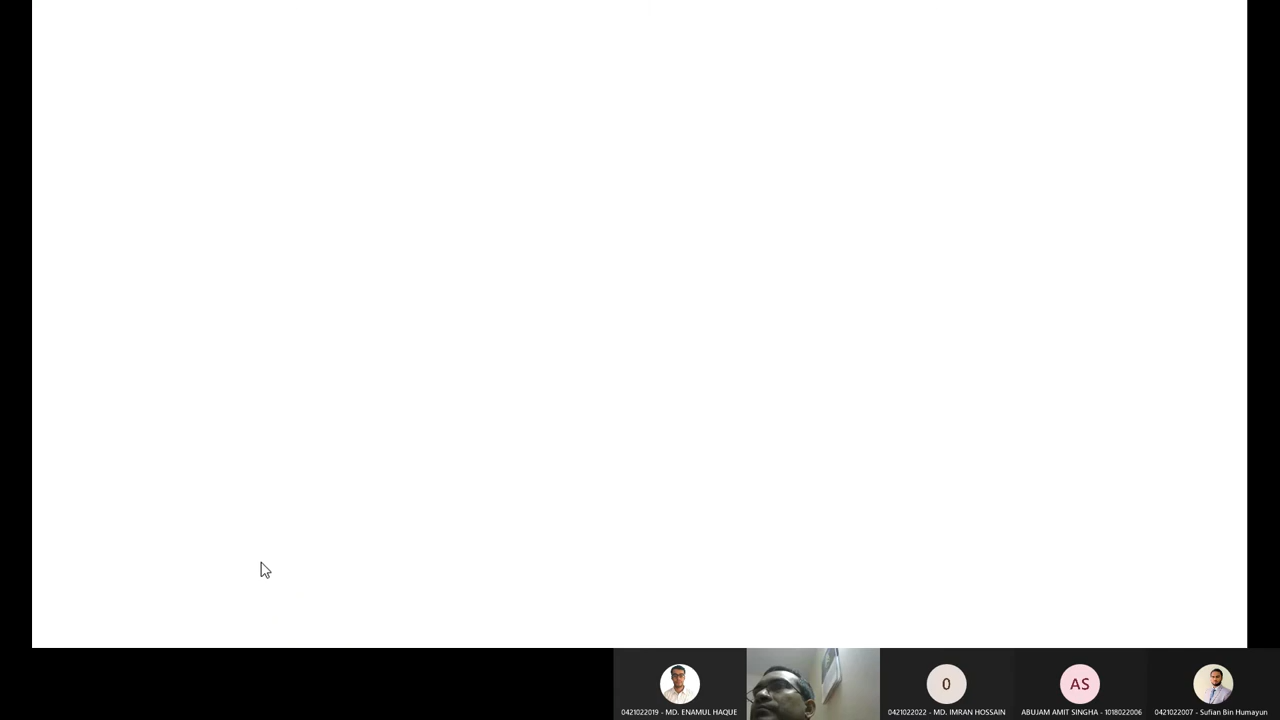 0421022019 - MD. ENAMUL HAQUE
0
0421022022 - MD. IMRAN HOSSAIN
AS
ABUJAM AMIT SINGHA - 1018022006
0421022007 - Sufian Bin Humayun